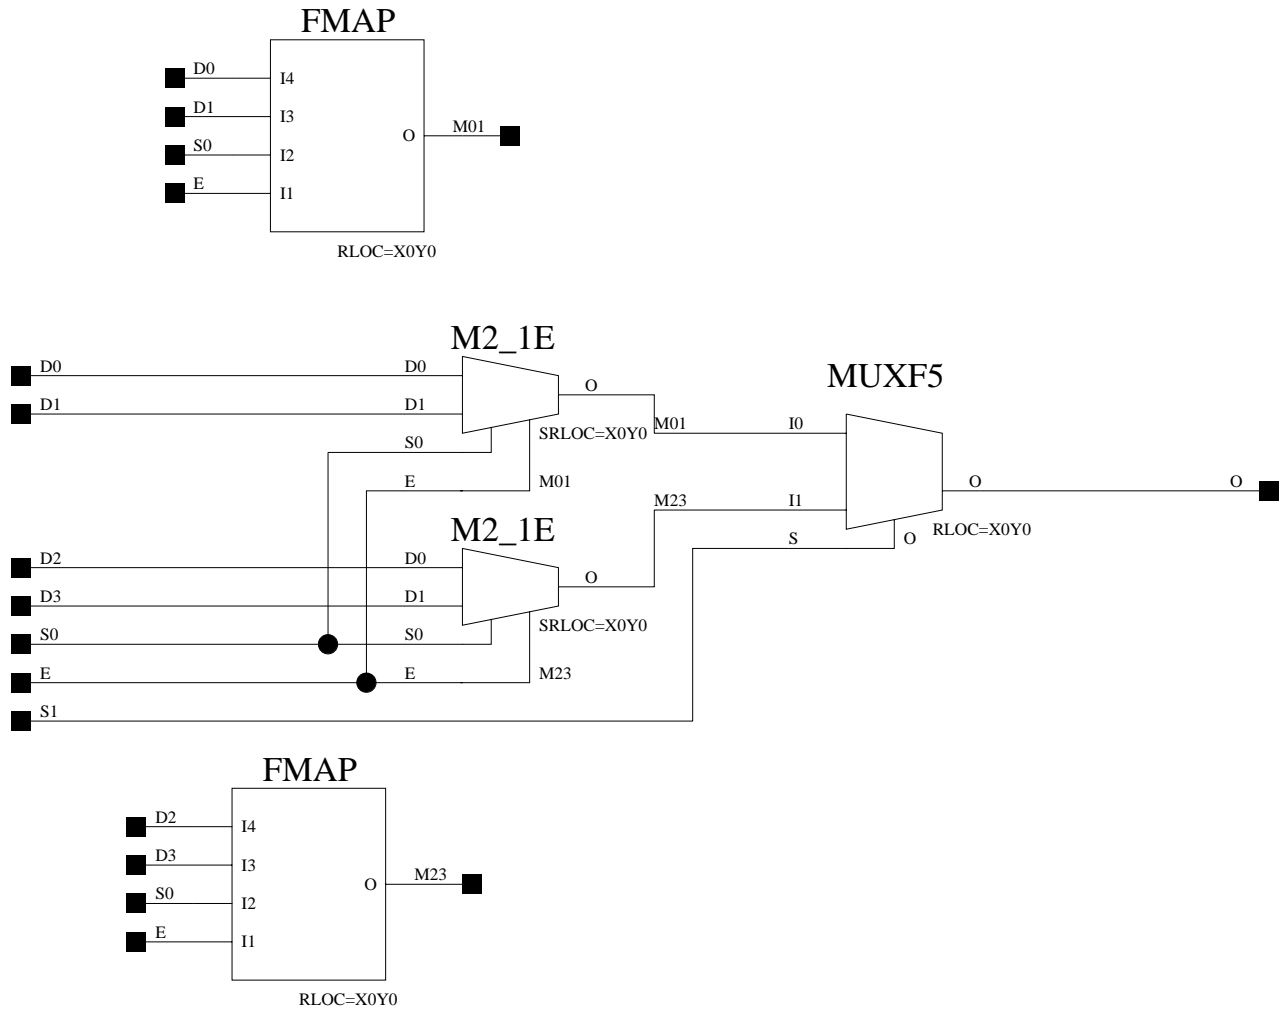 FMAP
D0 I4
D1 I3
O M01
S0 I2
E I1
RLOC=X0Y0
M2_1E
D0 D0
O
MUXF5
D1 D1
SRLOC=X0Y0 M01 I0
S0
E M01
O O
M23 I1
M2_1E
RLOC=X0Y0
S O
D2 D0
O
D3 D1
SRLOC=X0Y0
S0 S0
E E M23
S1
FMAP
D2 I4
D3 I3
O M23
S0 I2
E I1
RLOC=X0Y0